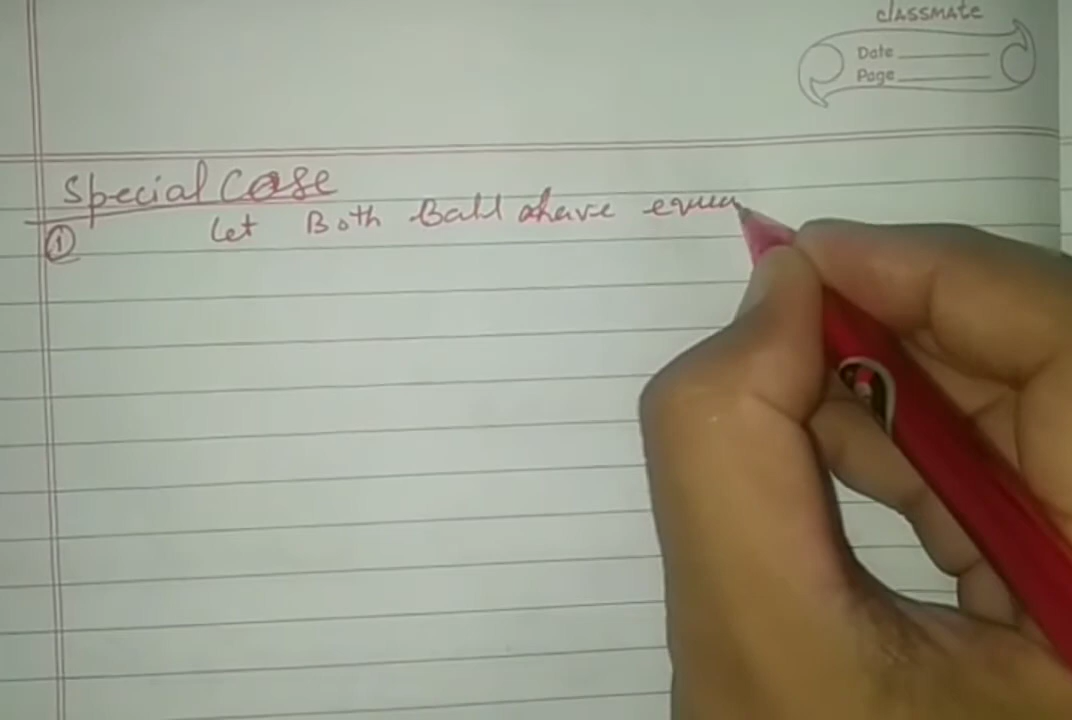 classmate
Date
Page
Special Case
① Let Both Ball have